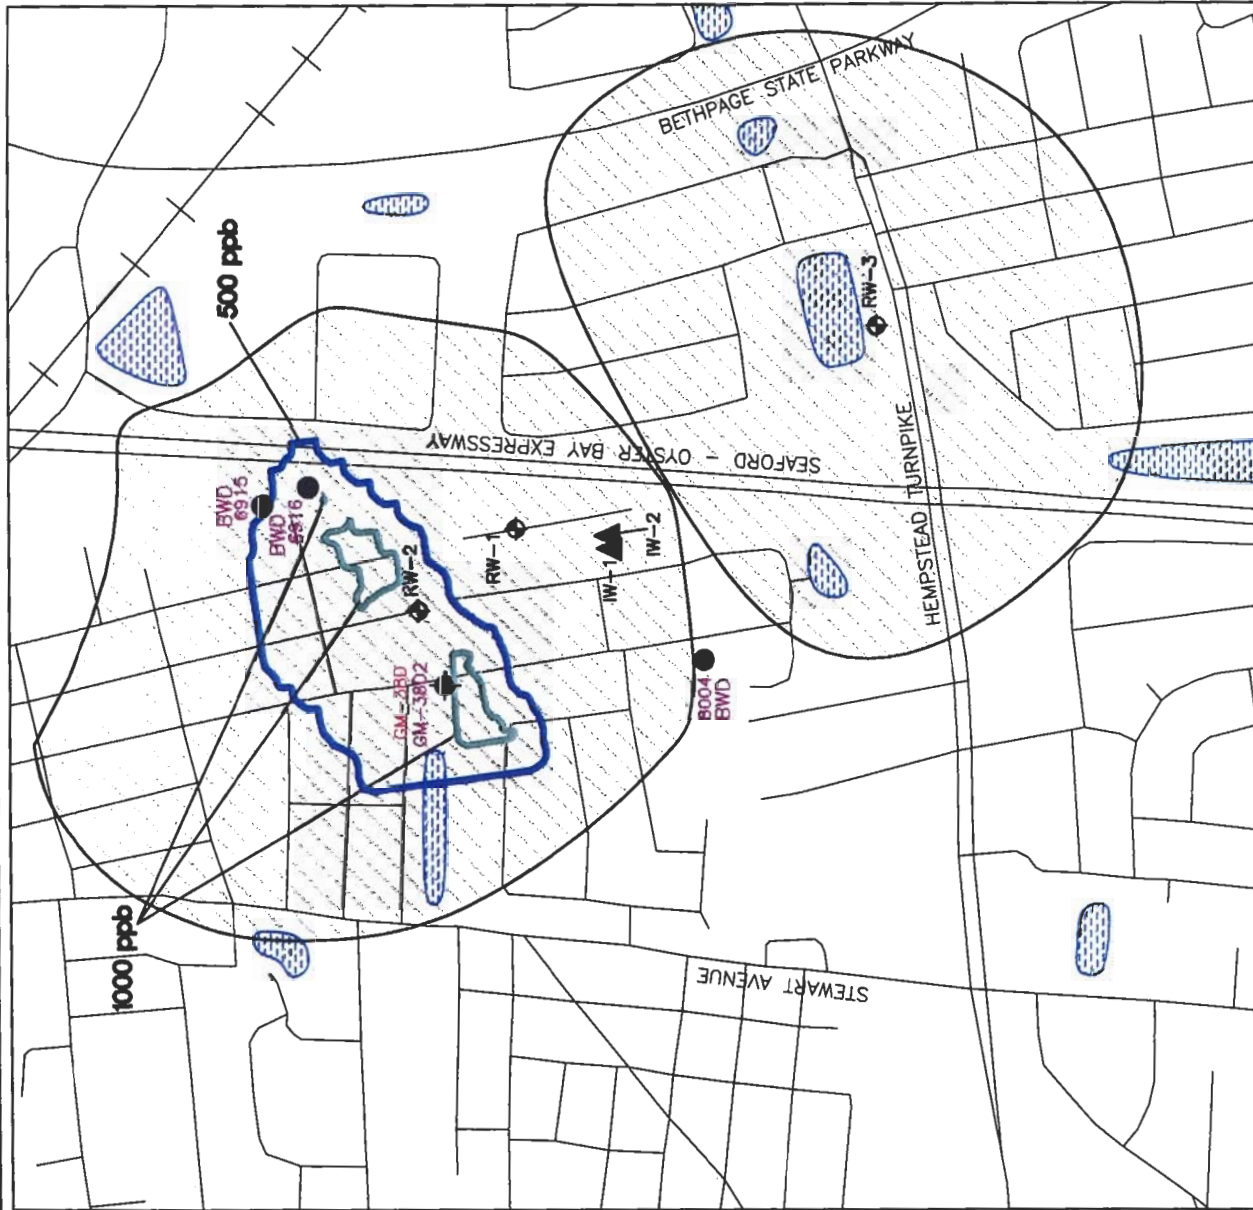 BETHPAGE STATE PARKWAY
500 ppb
RW-3
SEAFORD - OYSTER BAY EXPRESSWAY
HEMPSTEAD TURNPIKE
BWD
6915
BWD
6916
RW-2
RW-1
IW-1
IW-2
GM-38D
GM-38D2
8004
BWD
1000 ppb
STEWART AVENUE